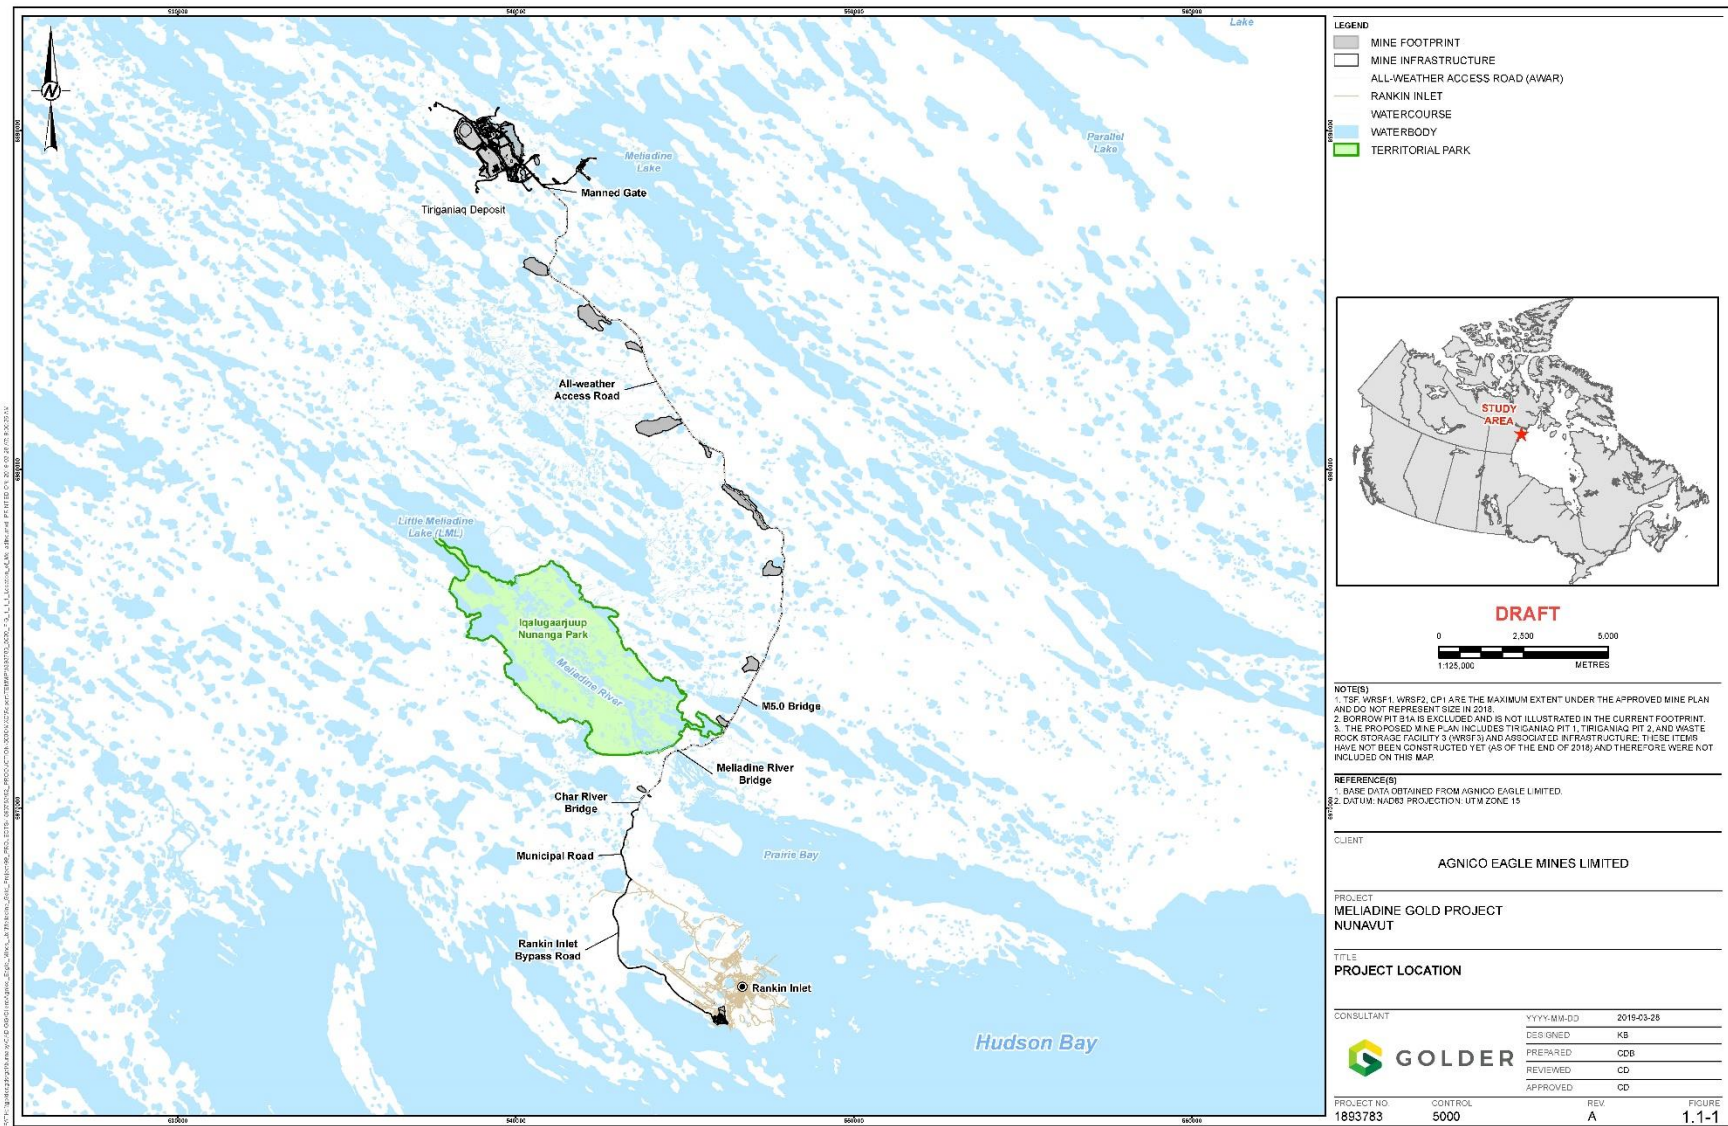 Lake
N
Meliadine
Lake
Parallel
Lake
Manned Gate
Tiriganiaq Deposit
All-weather
Access Road
Little Meliadine
Lake (LML)
Iqalugaarjuup
Nunanga Park
Meliadine River
M5.0 Bridge
Meliadine River
Bridge
Char River
Bridge
Municipal Road
Prairie Bay
Rankin Inlet
Bypass Road
Rankin Inlet
Hudson Bay
540000
LEGEND
MINE FOOTPRINT
MINE INFRASTRUCTURE
ALL-WEATHER ACCESS ROAD (AWAR)
RANKIN INLET
WATERCOURSE
WATERBODY
TERRITORIAL PARK
STUDY
AREA
DRAFT
0 2,500 5,000
1:125,000 METRES
NOTE(S)
1. TSF, WRSF1, WRSF2, CP1 ARE THE MAXIMUM EXTENT UNDER THE APPROVED MINE PLAN
AND DO NOT REPRESENT SIZE IN 2018.
2. BORROW PIT B1A IS EXCLUDED AND IS NOT ILLUSTRATED IN THE CURRENT FOOTPRINT.
3. THE PROPOSED MINE PLAN INCLUDES TIRIGANIAQ PIT 1, TIRIGANIAQ PIT 2, AND WASTE
ROCK STORAGE FACILITY 3 (WRSF3) AND ASSOCIATED INFRASTRUCTURE; THESE ITEMS
HAVE NOT BEEN CONSTRUCTED YET (AS OF THE END OF 2018) AND THEREFORE WERE NOT
INCLUDED ON THIS MAP.
REFERENCE(S)
1. BASE DATA OBTAINED FROM AGNICO EAGLE LIMITED.
2. DATUM: NAD83 PROJECTION: UTM ZONE 15
CLIENT
AGNICO EAGLE MINES LIMITED
PROJECT
MELIADINE GOLD PROJECT
NUNAVUT
TITLE
PROJECT LOCATION
CONSULTANT
GOLDER
YYYY-MM-DD 2019-03-28
DESIGNED KB
PREPARED CDB
REVIEWED CD
APPROVED CD
PROJECT NO. CONTROL REV. FIGURE
1893783 5000 A 1.1-1